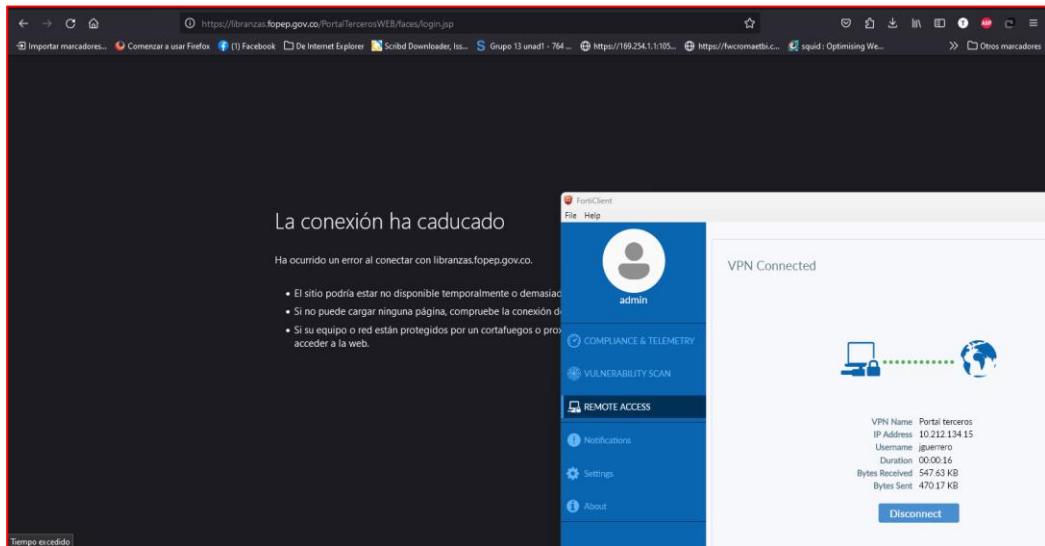 https://libranzas.fopep.gov.co/PortalTercerosWEB/faces/login.jsp
Importar marcadores... Comenzar a usar Firefox (1) Facebook De Internet Explorer Scribd Downloader, Iss... Grupo 13 unad1 - 764 ... https://169.254.1.1:105... https://fwcromaetbi.c... squid : Optimising We... Otros marcadores
La conexión ha caducado
Ha ocurrido un error al conectar con libranzas.fopep.gov.co.
El sitio podría estar no disponible temporalmente o demasiad
Si no puede cargar ninguna página, compruebe la conexión d
Si su equipo o red están protegidos por un cortafuegos o prox
acceder a la web.
Tiempo excedido
FortiClient
File Help
admin
COMPLIANCE & TELEMETRY
VULNERABILITY SCAN
REMOTE ACCESS
Notifications
Settings
About
VPN Connected
VPN Name Portal terceros
IP Address 10.212.134.15
Username jguerrero
Duration 00:00:16
Bytes Received 547.63 KB
Bytes Sent 470.17 KB
Disconnect